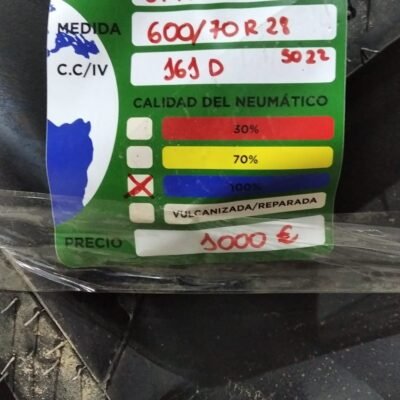 MEDIDA 600/70 R 28
C.C/IV 161 D 5022
CALIDAD DEL NEUMÁTICO
30%
70%
100%
VULCANIZADA/REPARADA
PRECIO 1000 €